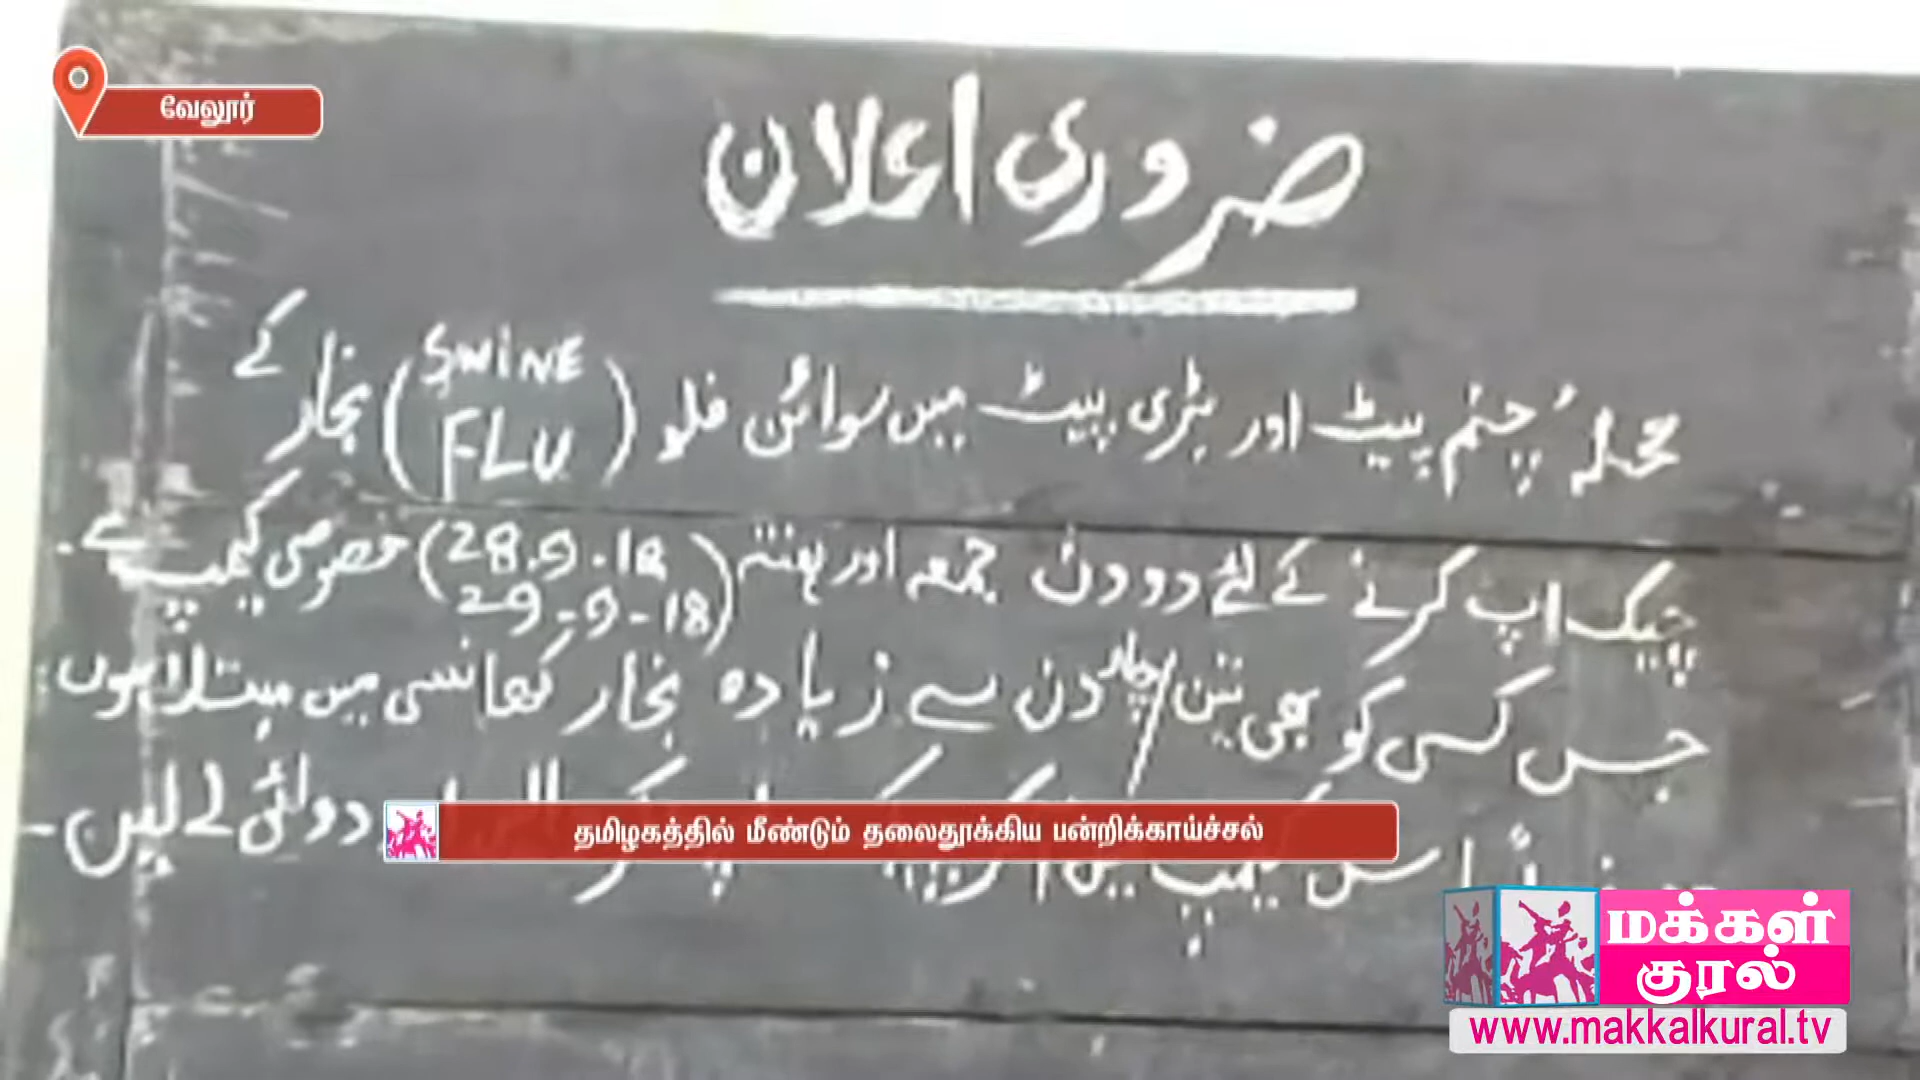 வேலூர்
ضروری اعلان
محلہ چنم پیٹ اور بڑی پیٹ میں سوائن فلو (SWINE FLU) بخار کے
چیک اپ کرنے کے لئے دو دن جمعہ اور ہفتہ (28.9.18 29-9-18) خصوصی کیمپ ہے۔
جس کسی کو بھی تین/چار دن سے زیادہ بخار کھانسی میں مبتلا ہوں
اس کیمپ میں دوائی لے لیں۔
தமிழகத்தில் மீண்டும் தலைதூக்கிய பன்றிக்காய்ச்சல்
மக்கள்
குரல்
www.makkalkural.tv